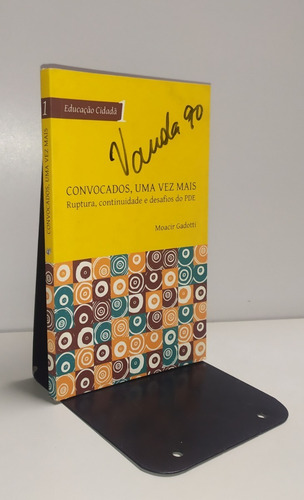 1
Educação Cidadã 1
Vanda 90
CONVOCADOS, UMA VEZ MAIS
Ruptura, continuidade e desafios do PDE
Moacir Gadotti
CONVOCADOS, UMA VEZ MAIS